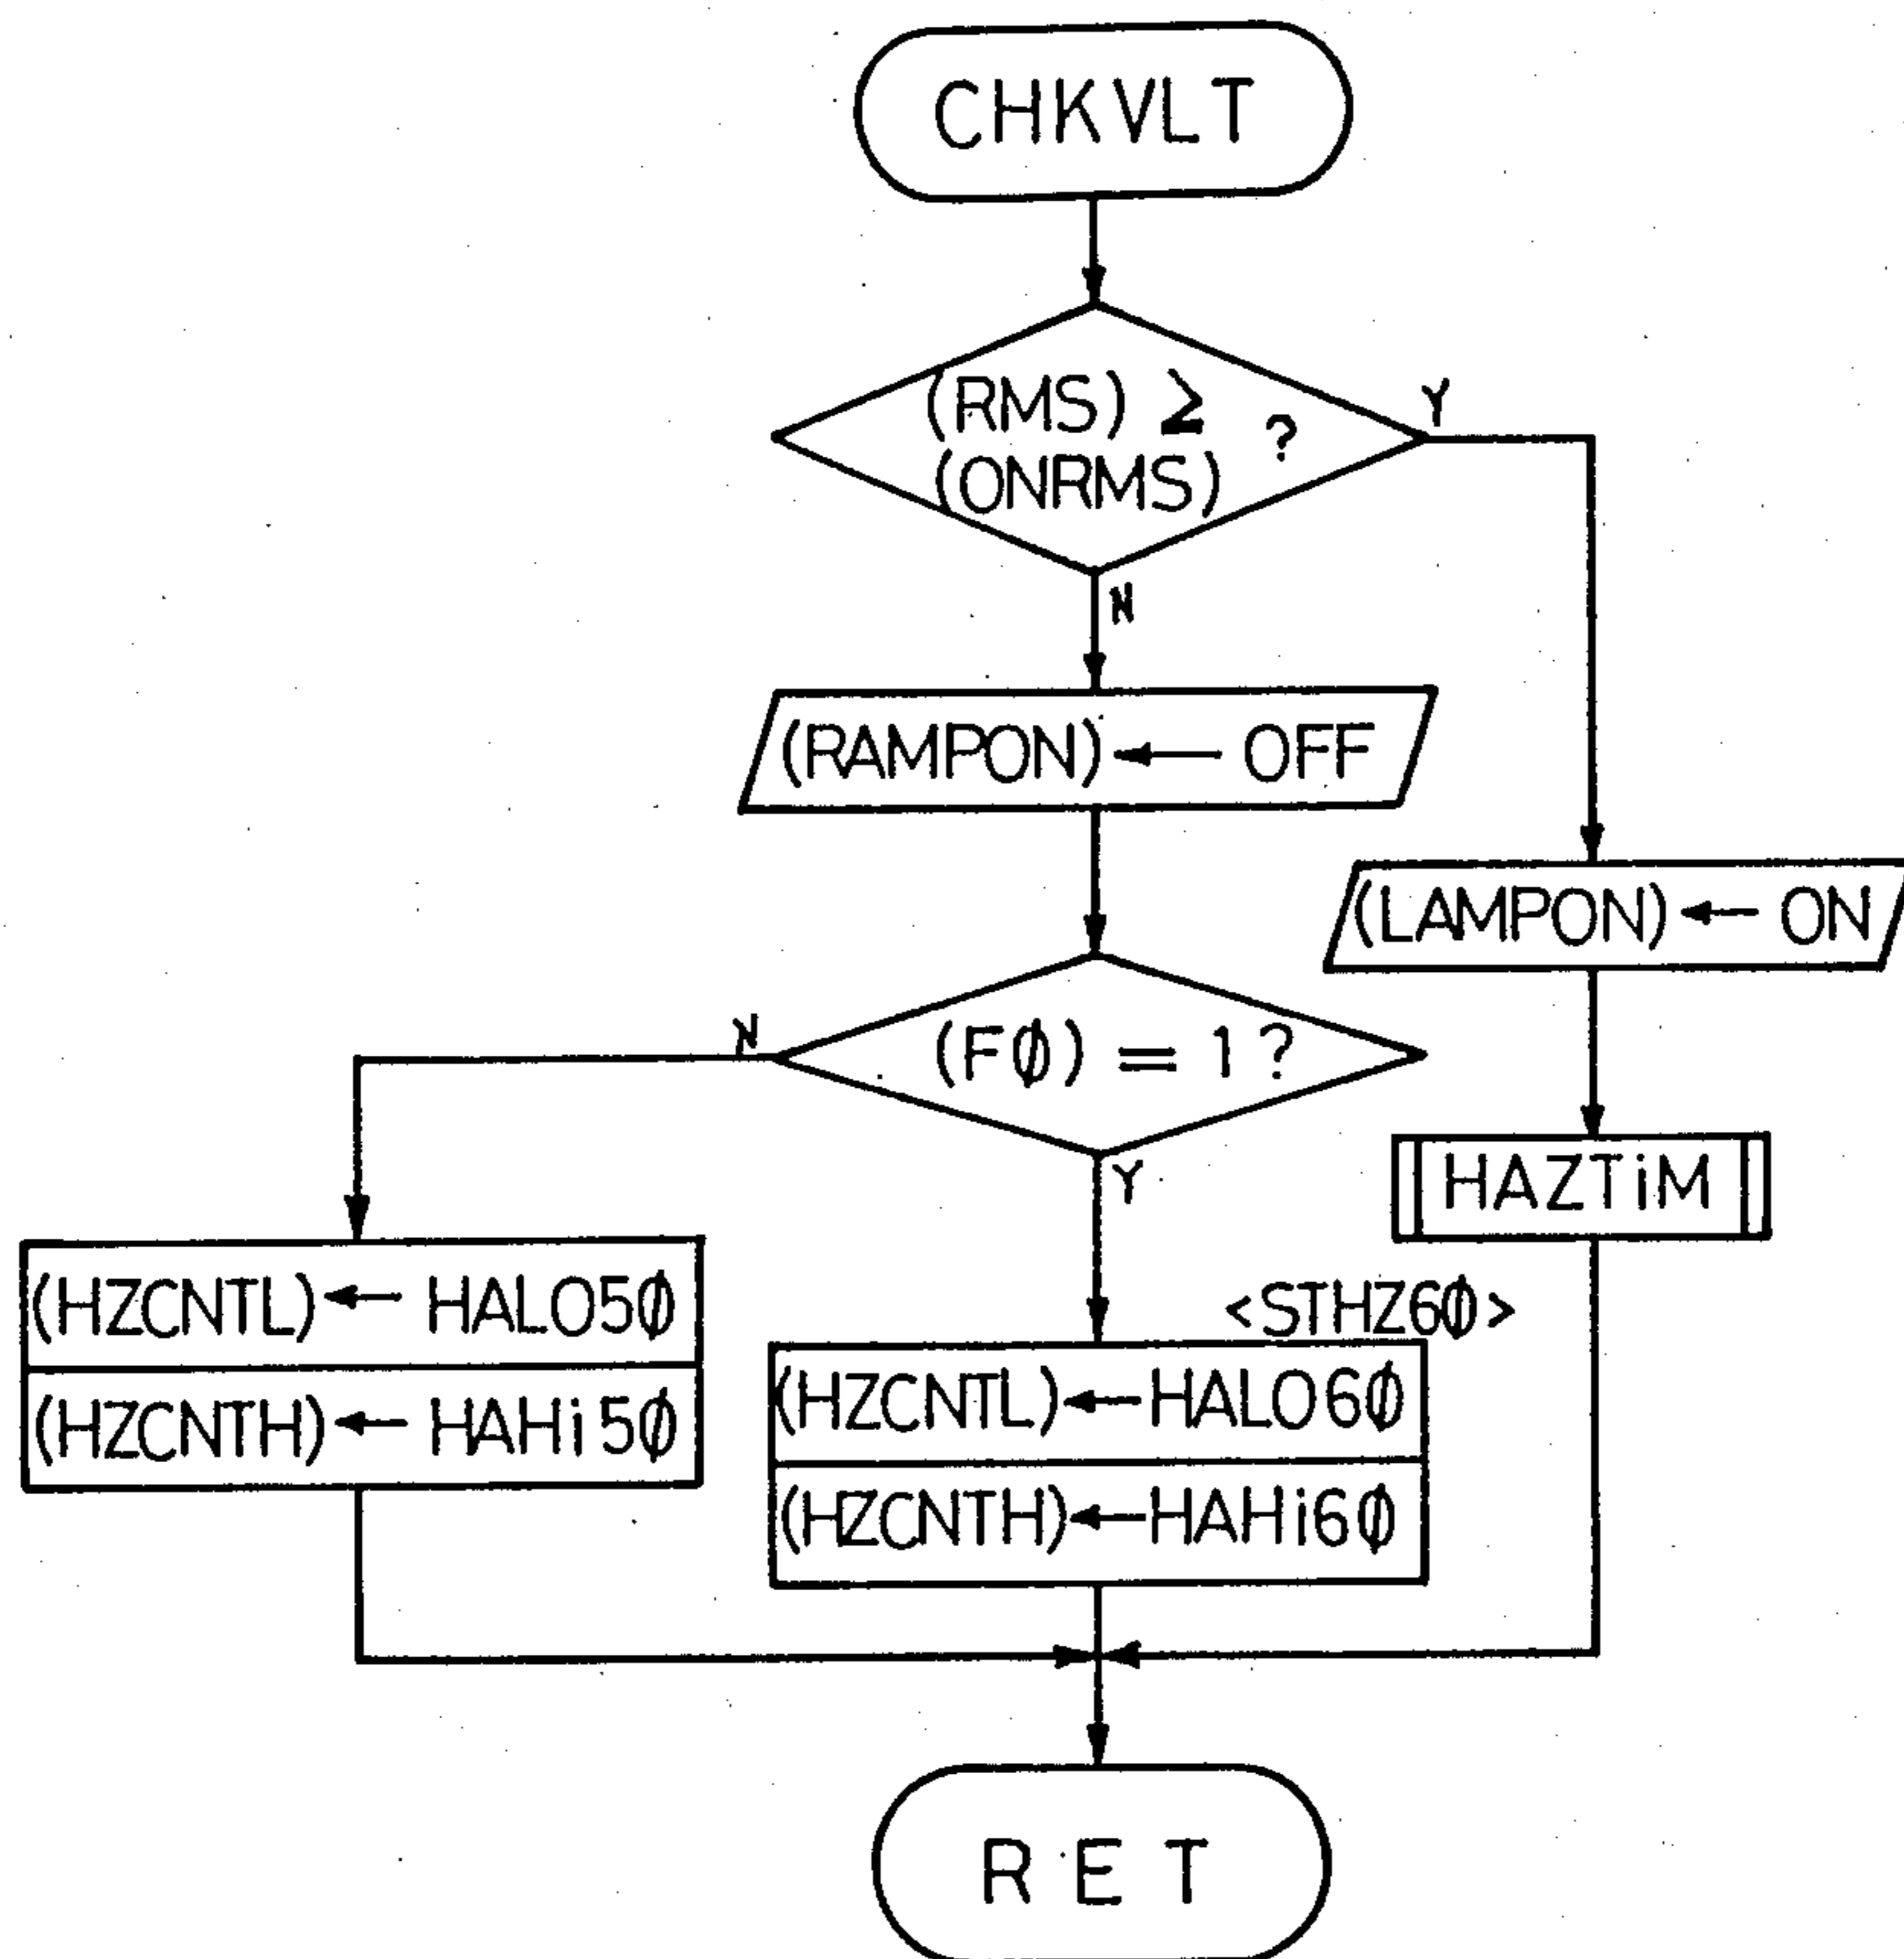 CHKVLT
(RMS) ≥
(ONRMS) ?
Y
N
(RAMPON) ← OFF
(LAMPON) ← ON
N
(FØ) = 1 ?
Y
HAZTiM
(HZCNTL) ← HALO5Ø
(HZCNTH) ← HAHi5Ø
<STHZ6Ø>
(HZCNTL) ← HALO6Ø
(HZCNTH) ← HAHi6Ø
RET